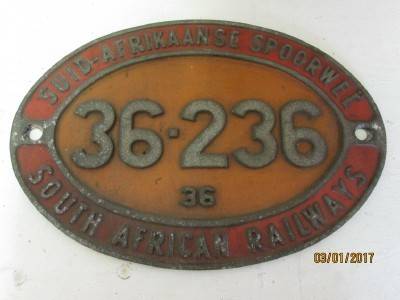 SUID-AFRIKAANSE SPOORWEË
36-236
36
SOUTH AFRICAN RAILWAYS
03/01/2017